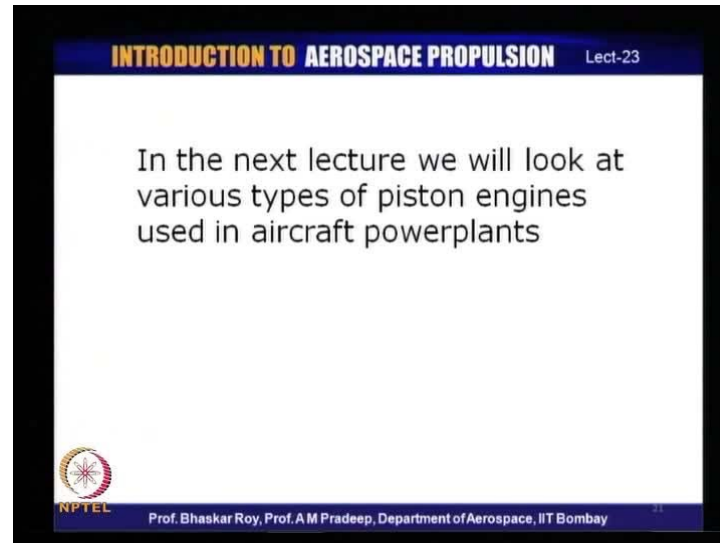 INTRODUCTION TO AEROSPACE PROPULSION Lect-23
In the next lecture we will look at
various types of piston engines
used in aircraft powerplants
NPTEL
Prof. Bhaskar Roy, Prof. A M Pradeep, Department of Aerospace, IIT Bombay
21